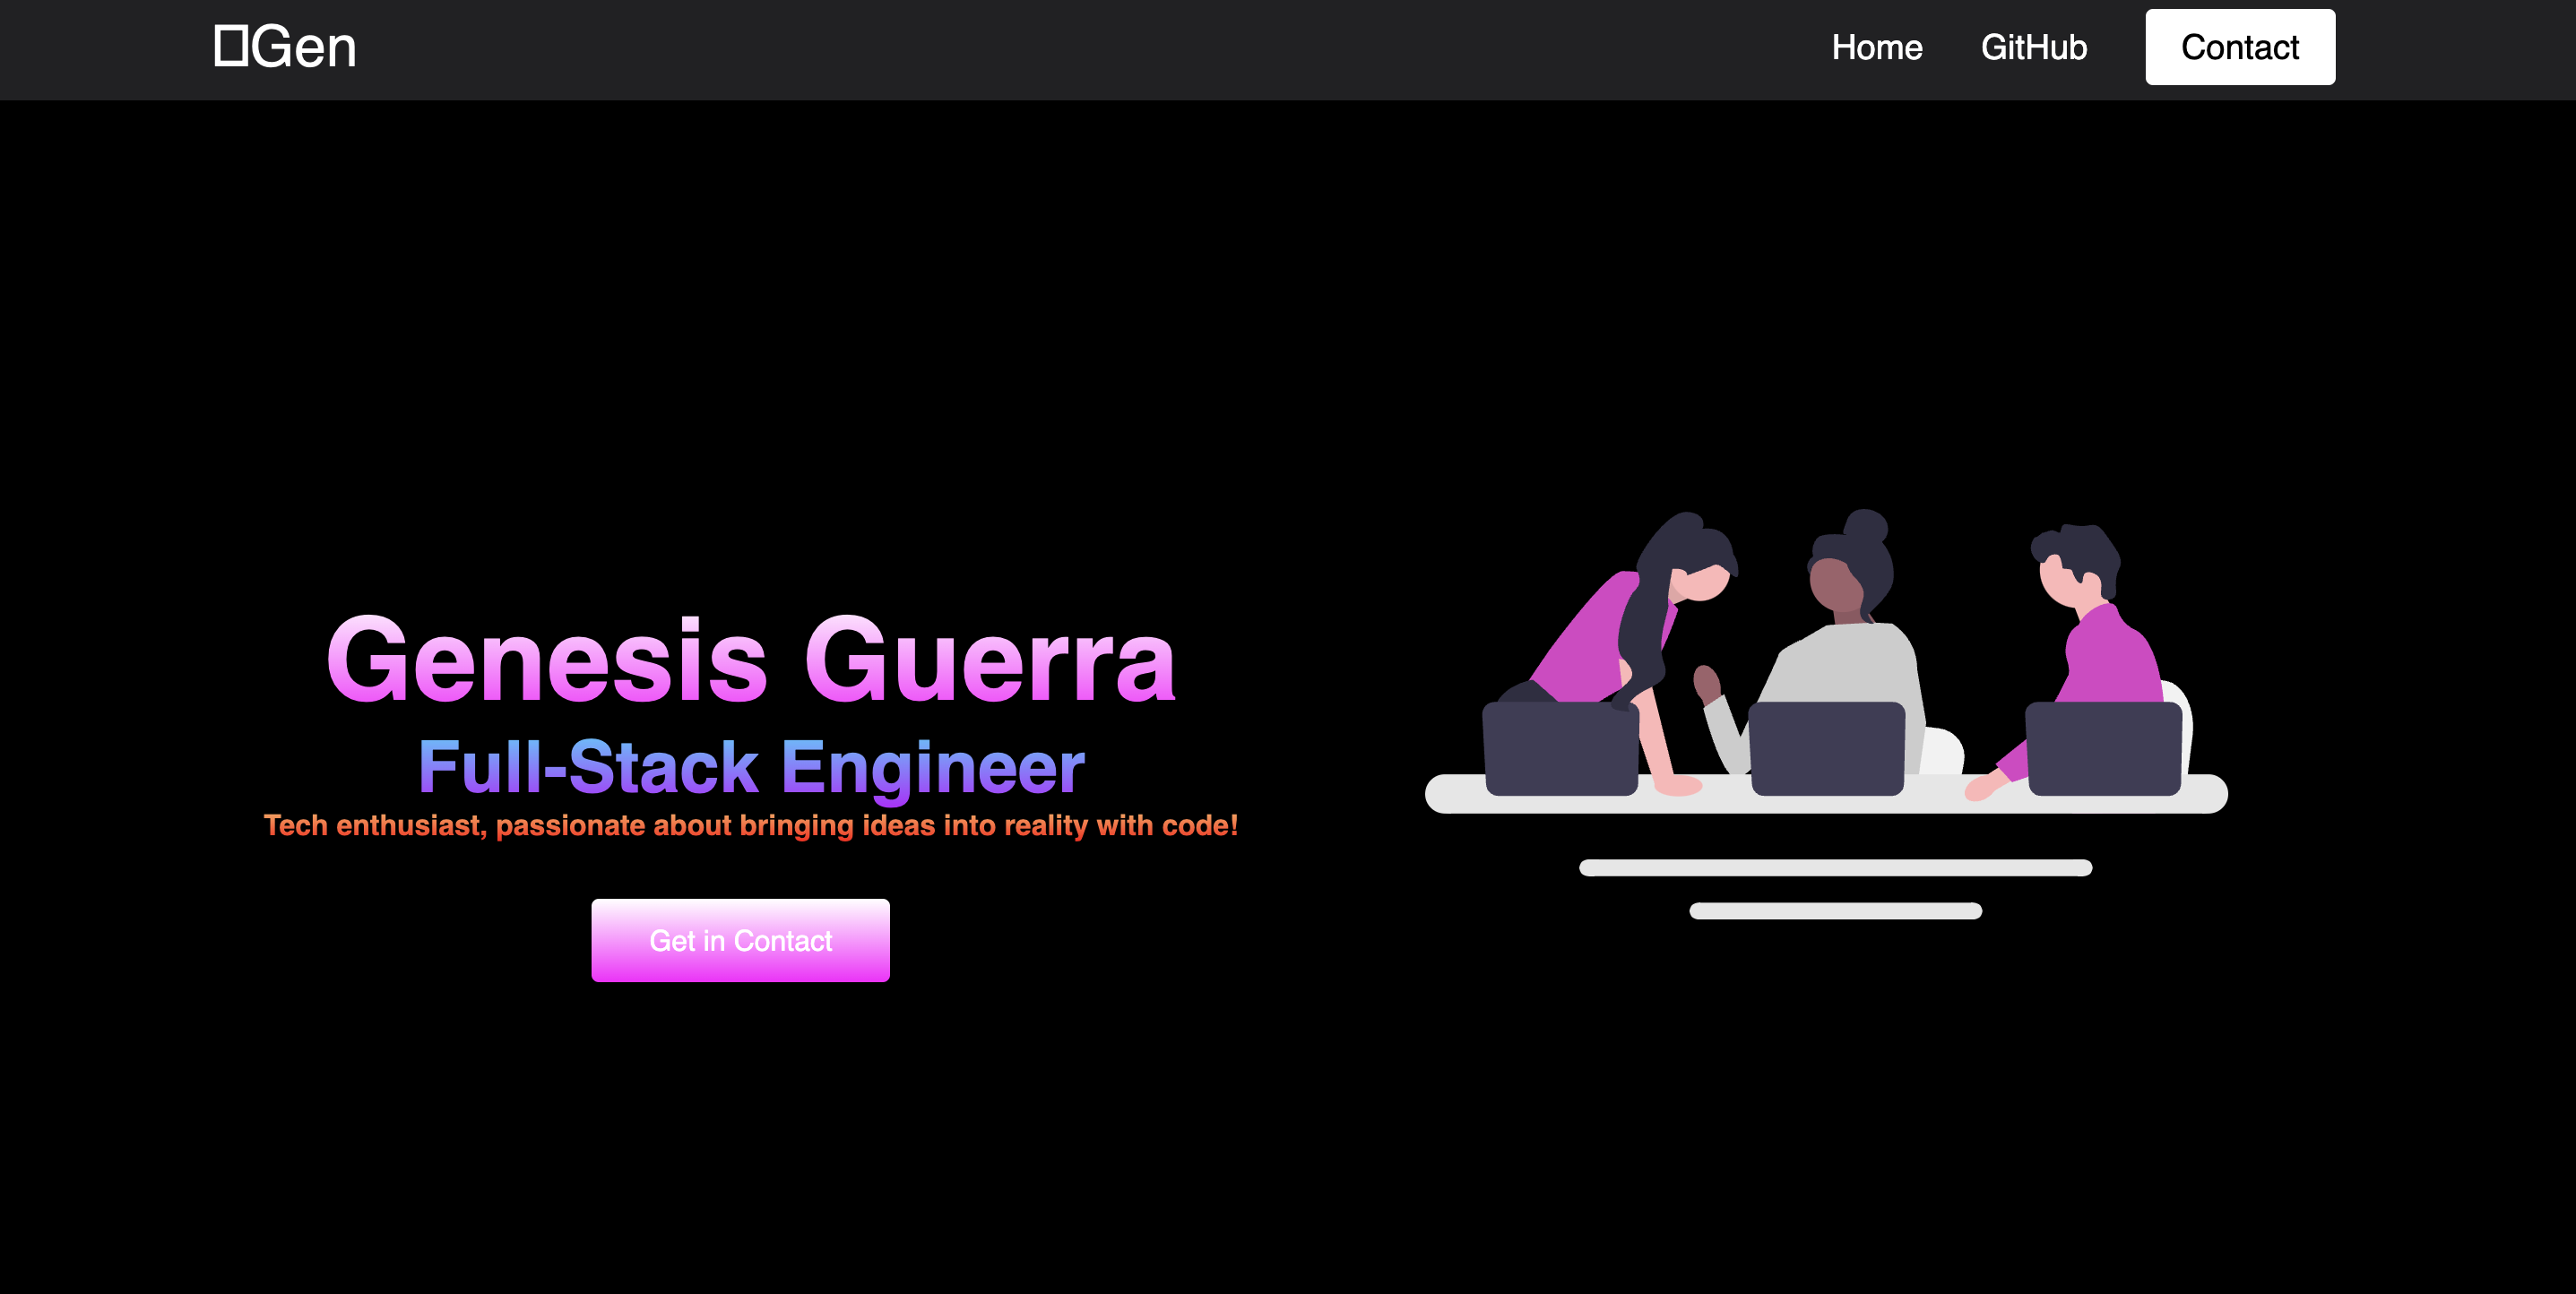 Gen
Home
GitHub
Contact
Genesis Guerra
Full-Stack Engineer
Tech enthusiast, passionate about bringing ideas into reality with code!
Get in Contact